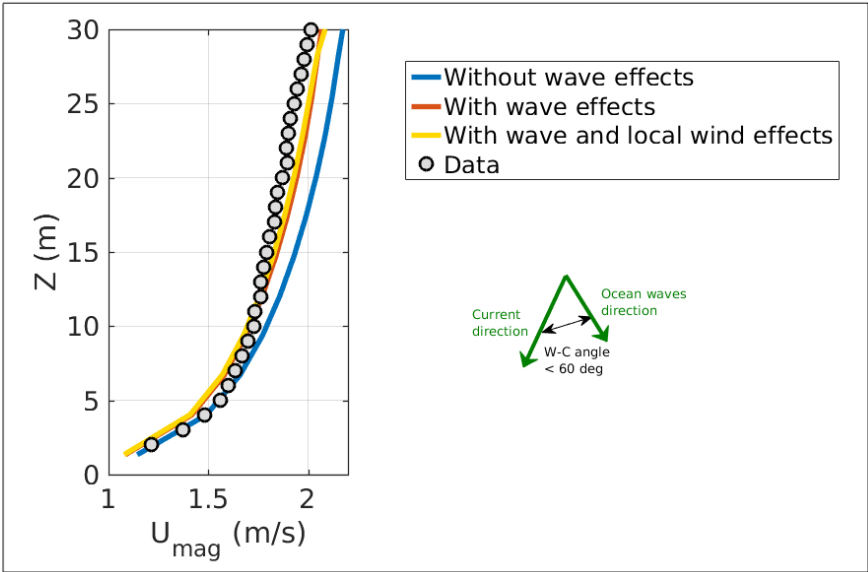 30
25
20
15
10
5
0
1
1.5
2
Z (m)
U_mag (m/s)
Without wave effects
With wave effects
With wave and local wind effects
Data
Ocean waves
direction
Current
direction
W-C angle
< 60 deg